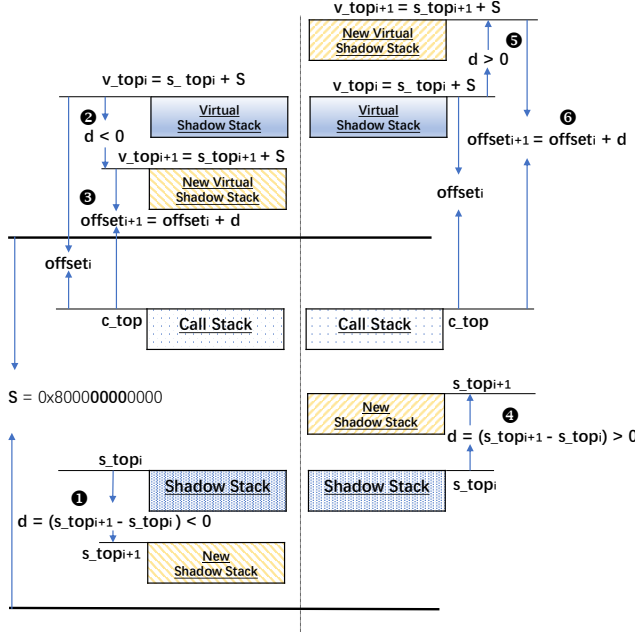 v_topi+1 = s_topi+1 + S
New Virtual
Shadow Stack
❺
d > 0
v_topi = s_ topi + S
v_topi = s_ topi + S
❷
d < 0
Virtual
Shadow Stack
Virtual
Shadow Stack
❻
offseti+1 = offseti + d
v_topi+1 = s_topi+1 + S
❸
New Virtual
Shadow Stack
offseti
offseti+1 = offseti + d
offseti
c_top
Call Stack
Call Stack
c_top
S = 0x800000000000
s_topi+1
New
Shadow Stack
❹
d = (s_topi+1 - s_topi) > 0
s_topi
Shadow Stack
Shadow Stack
s_topi
❶
d = (s_topi+1 - s_topi ) < 0
s_topi+1
New
Shadow Stack